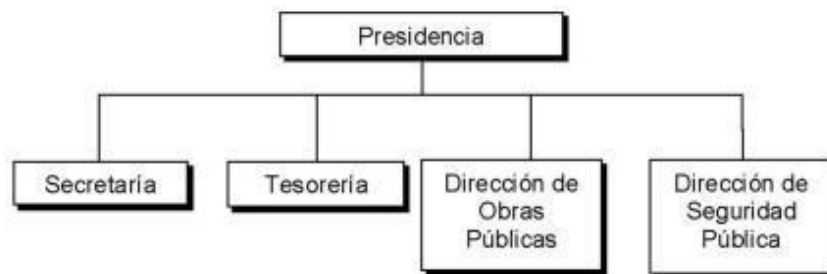 Presidencia
Secretaría
Tesorería
Dirección de
Obras
Públicas
Dirección de
Seguridad
Pública